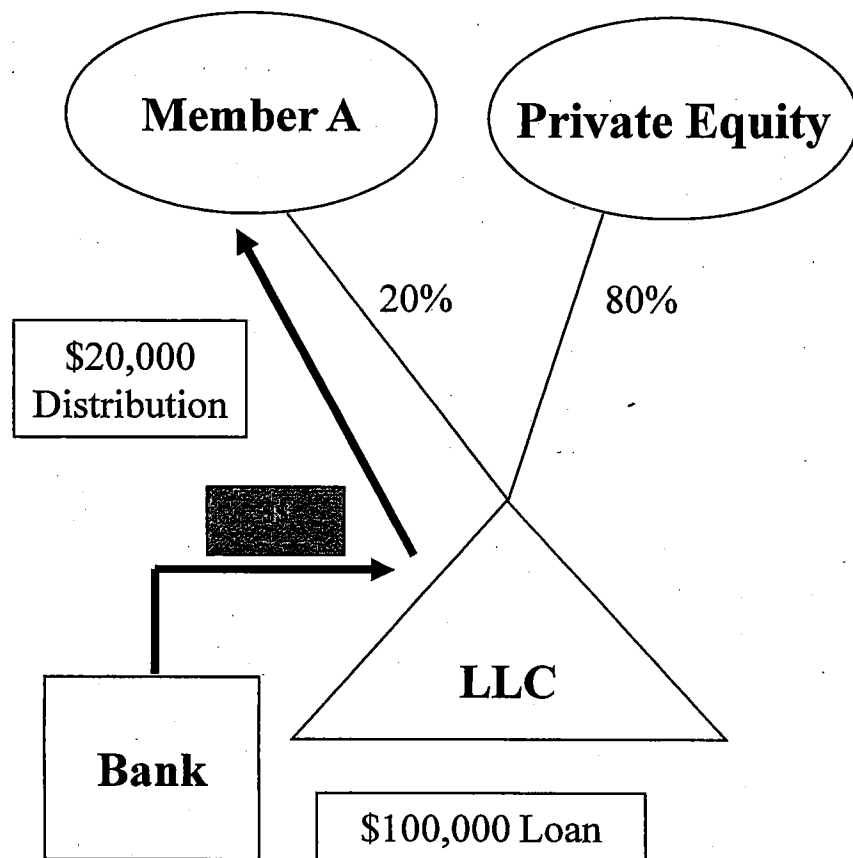 Member A
Private Equity
20%
80%
$20,000
Distribution
LLC
Bank
$100,000 Loan